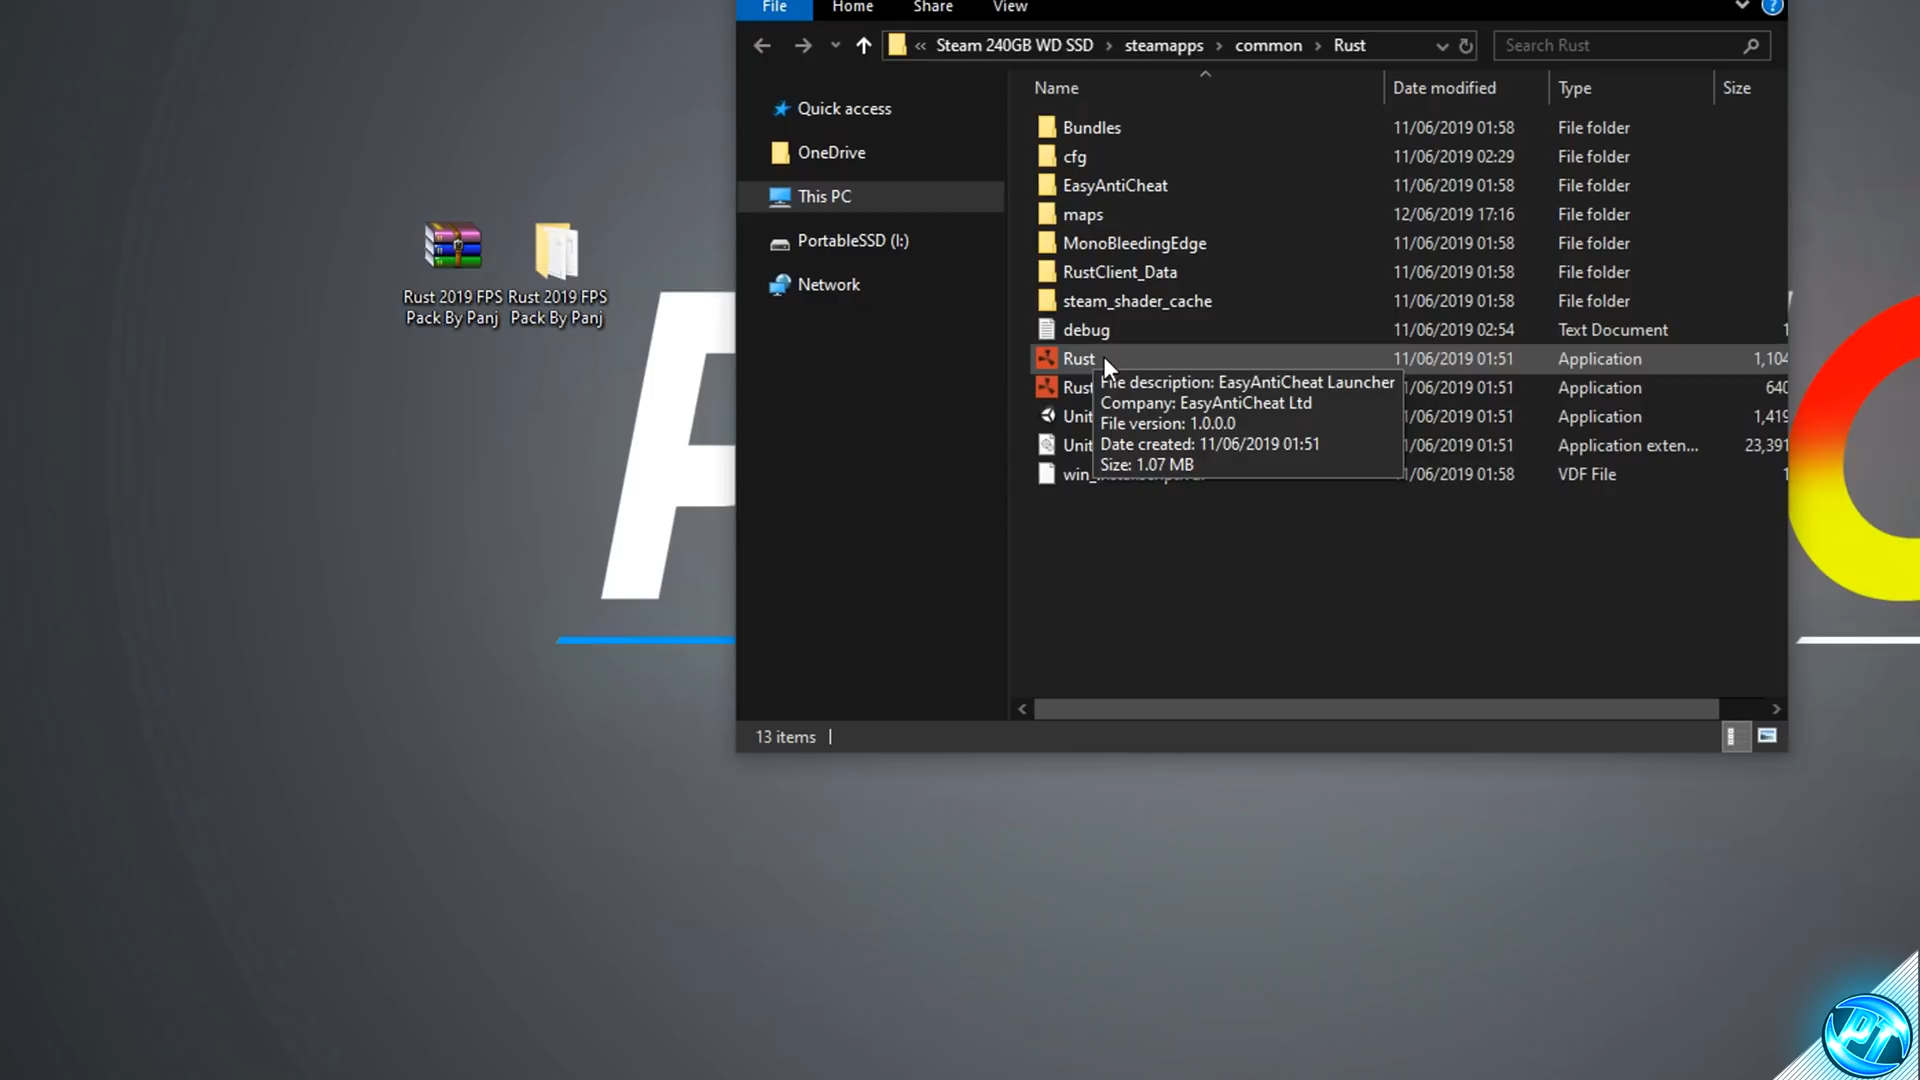 File Home Share View
« Steam 240GB WD SSD > steamapps > common > Rust
Search Rust
Quick access
OneDrive
This PC
PortableSSD (I:)
Network
Name Date modified Type Size
Bundles 11/06/2019 01:58 File folder
cfg 11/06/2019 02:29 File folder
EasyAntiCheat 11/06/2019 01:58 File folder
maps 12/06/2019 17:16 File folder
MonoBleedingEdge 11/06/2019 01:58 File folder
RustClient_Data 11/06/2019 01:58 File folder
steam_shader_cache 11/06/2019 01:58 File folder
debug 11/06/2019 02:54 Text Document 1
Rust 11/06/2019 01:51 Application 1,104
Rust 1/06/2019 01:51 Application 640
Unit 1/06/2019 01:51 Application 1,419
Unit 1/06/2019 01:51 Application exten... 23,391
win_ 1/06/2019 01:58 VDF File 1
File description: EasyAntiCheat Launcher
Company: EasyAntiCheat Ltd
File version: 1.0.0.0
Date created: 11/06/2019 01:51
Size: 1.07 MB
13 items
Rust 2019 FPS
Pack By Panj
Rust 2019 FPS
Pack By Panj
PT